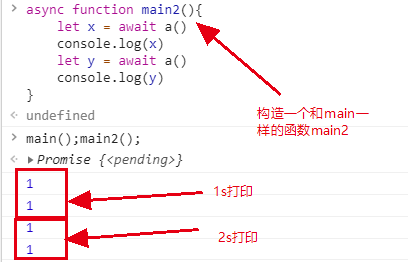 async function main2(){
let x = await a()
console.log(x)
let y = await a()
console.log(y)
}
undefined
构造一个和main一
样的函数main2
main();main2();
Promise {<pending>}
1
1
1s打印
1
1
2s打印